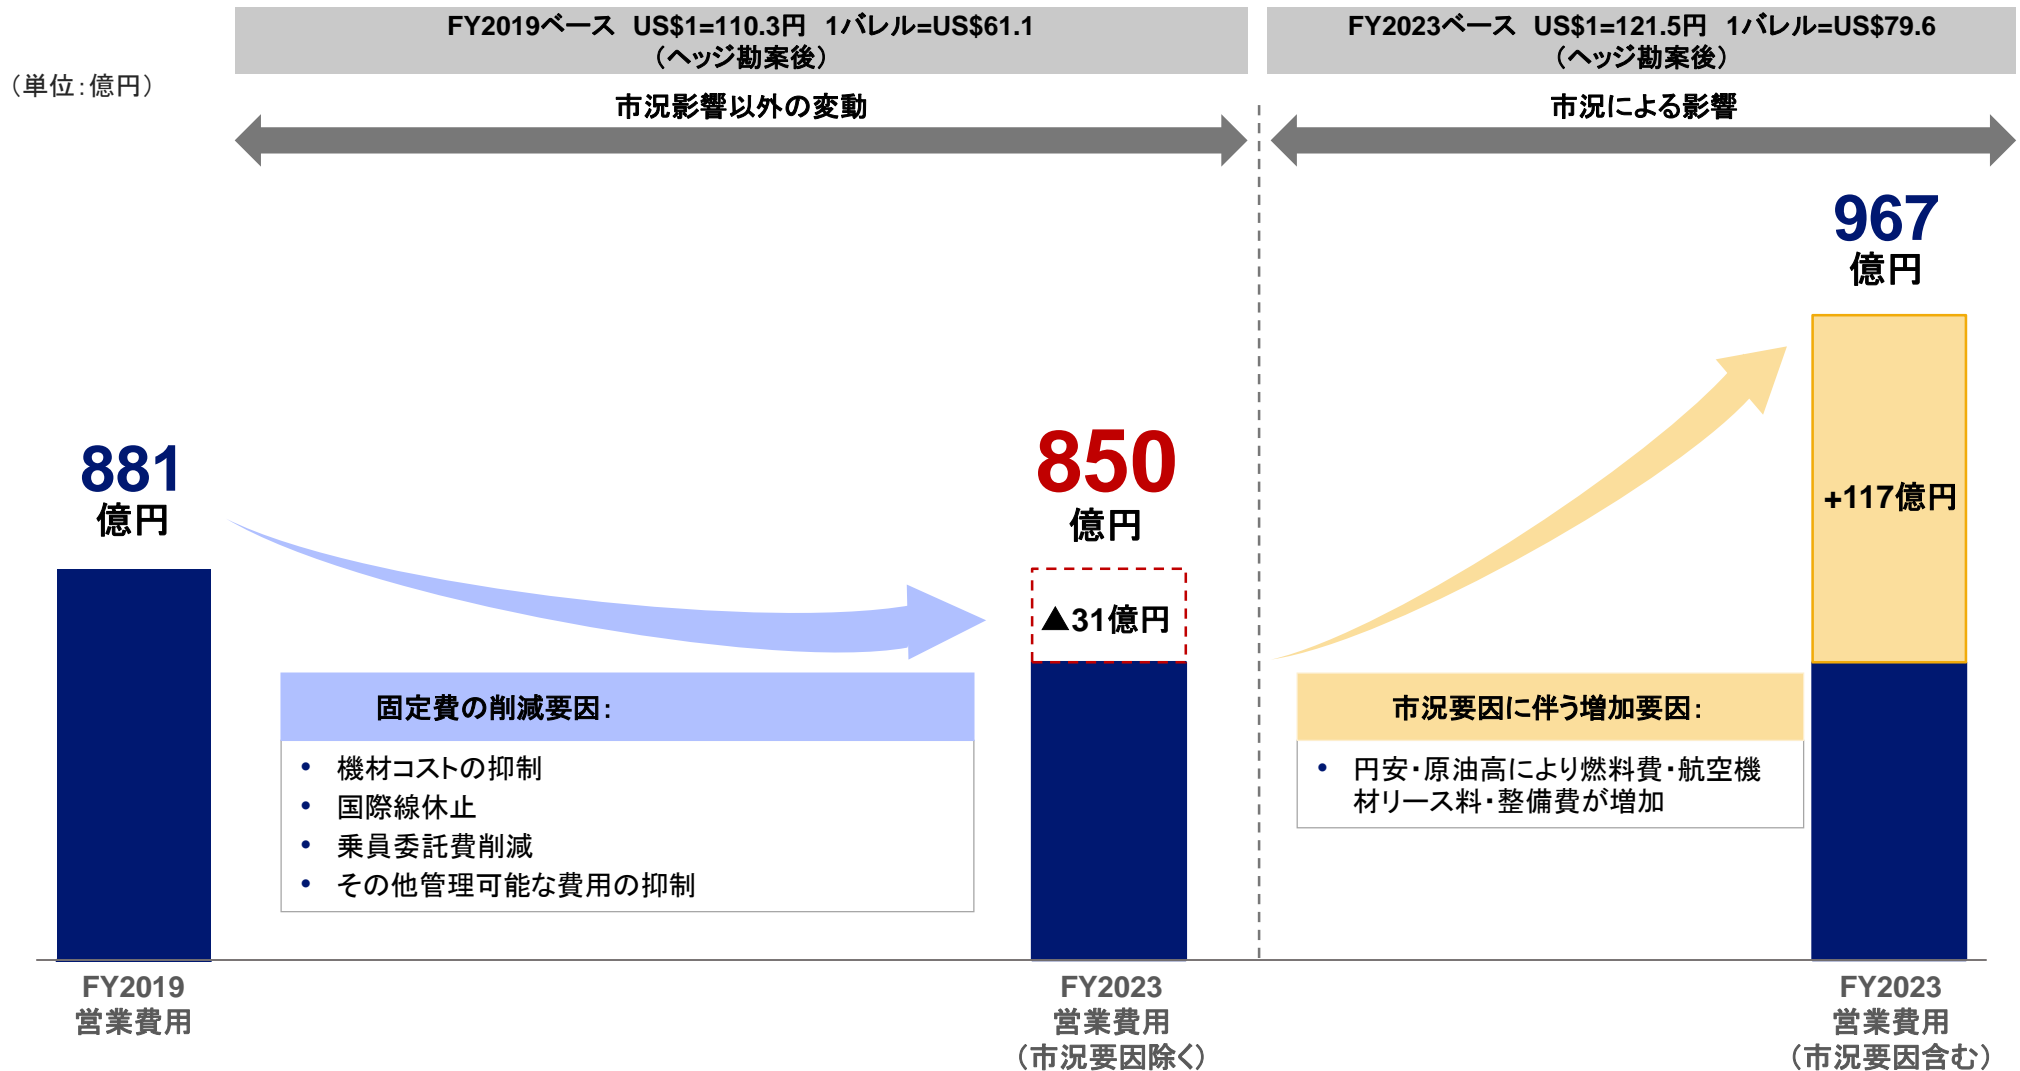 FY2019ベース US$1=110.3円 1バレル=US$61.1
（ヘッジ勘案後）
FY2023ベース US$1=121.5円 1バレル=US$79.6
（ヘッジ勘案後）
（単位：億円）
市況影響以外の変動
市況による影響
881
億円
850
億円
▲31億円
967
億円
+117億円
固定費の削減要因：
• 機材コストの抑制
• 国際線休止
• 乗員委託費削減
• その他管理可能な費用の抑制
市況要因に伴う増加要因：
• 円安・原油高により燃料費・航空機
材リース料・整備費が増加
FY2019
営業費用
FY2023
営業費用
（市況要因除く）
FY2023
営業費用
（市況要因含む）